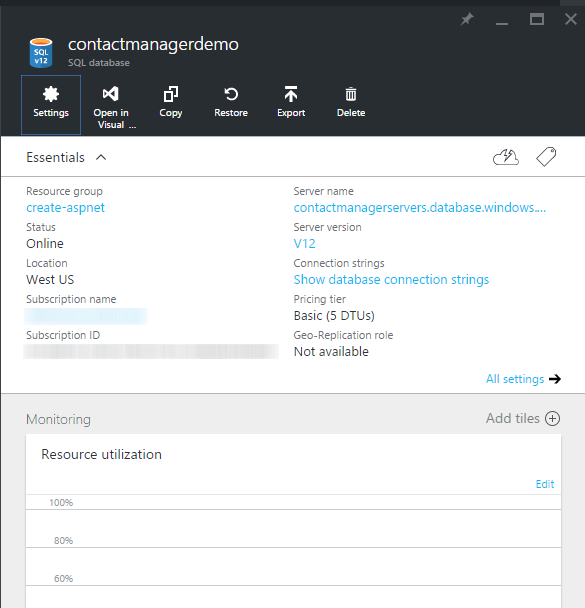 contactmanagerdemo
SQL database
SQL
v12
Settings
Open in
Visual ...
Copy
Restore
Export
Delete
Essentials
Resource group
create-aspnet
Server name
contactmanagerservers.database.windows....
Status
Online
Server version
V12
Location
West US
Connection strings
Show database connection strings
Subscription name
Pricing tier
Basic (5 DTUs)
Subscription ID
Geo-Replication role
Not available
All settings
Monitoring
Add tiles
Resource utilization
Edit
100%
80%
60%